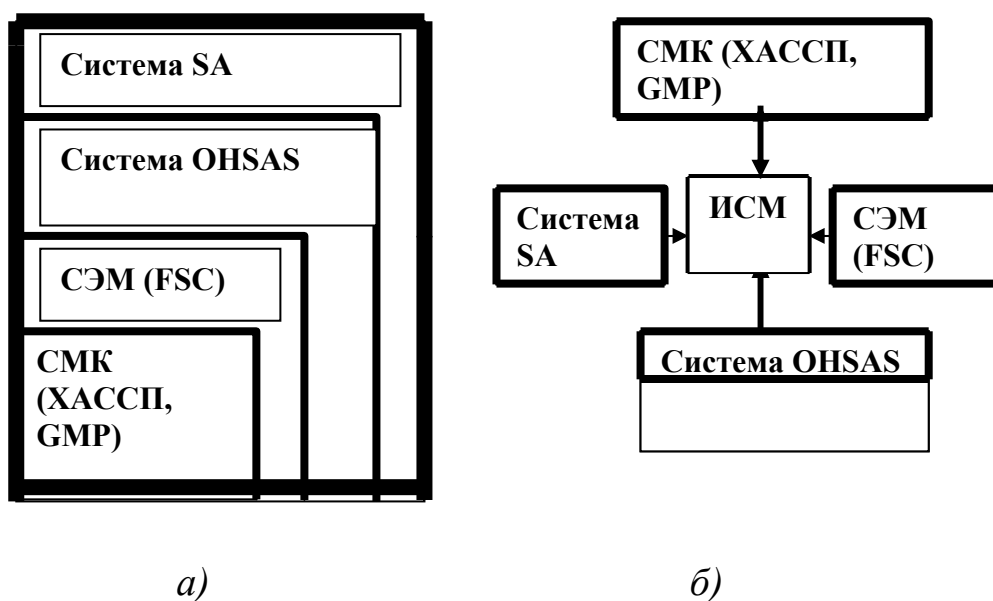 Система SA
Система OHSAS
СЭМ (FSC)
СМК
(ХАССП,
GMP)
СМК (ХАССП,
GMP)
Система
SA
ИСМ
СЭМ
(FSC)
Система OHSAS
а)
б)